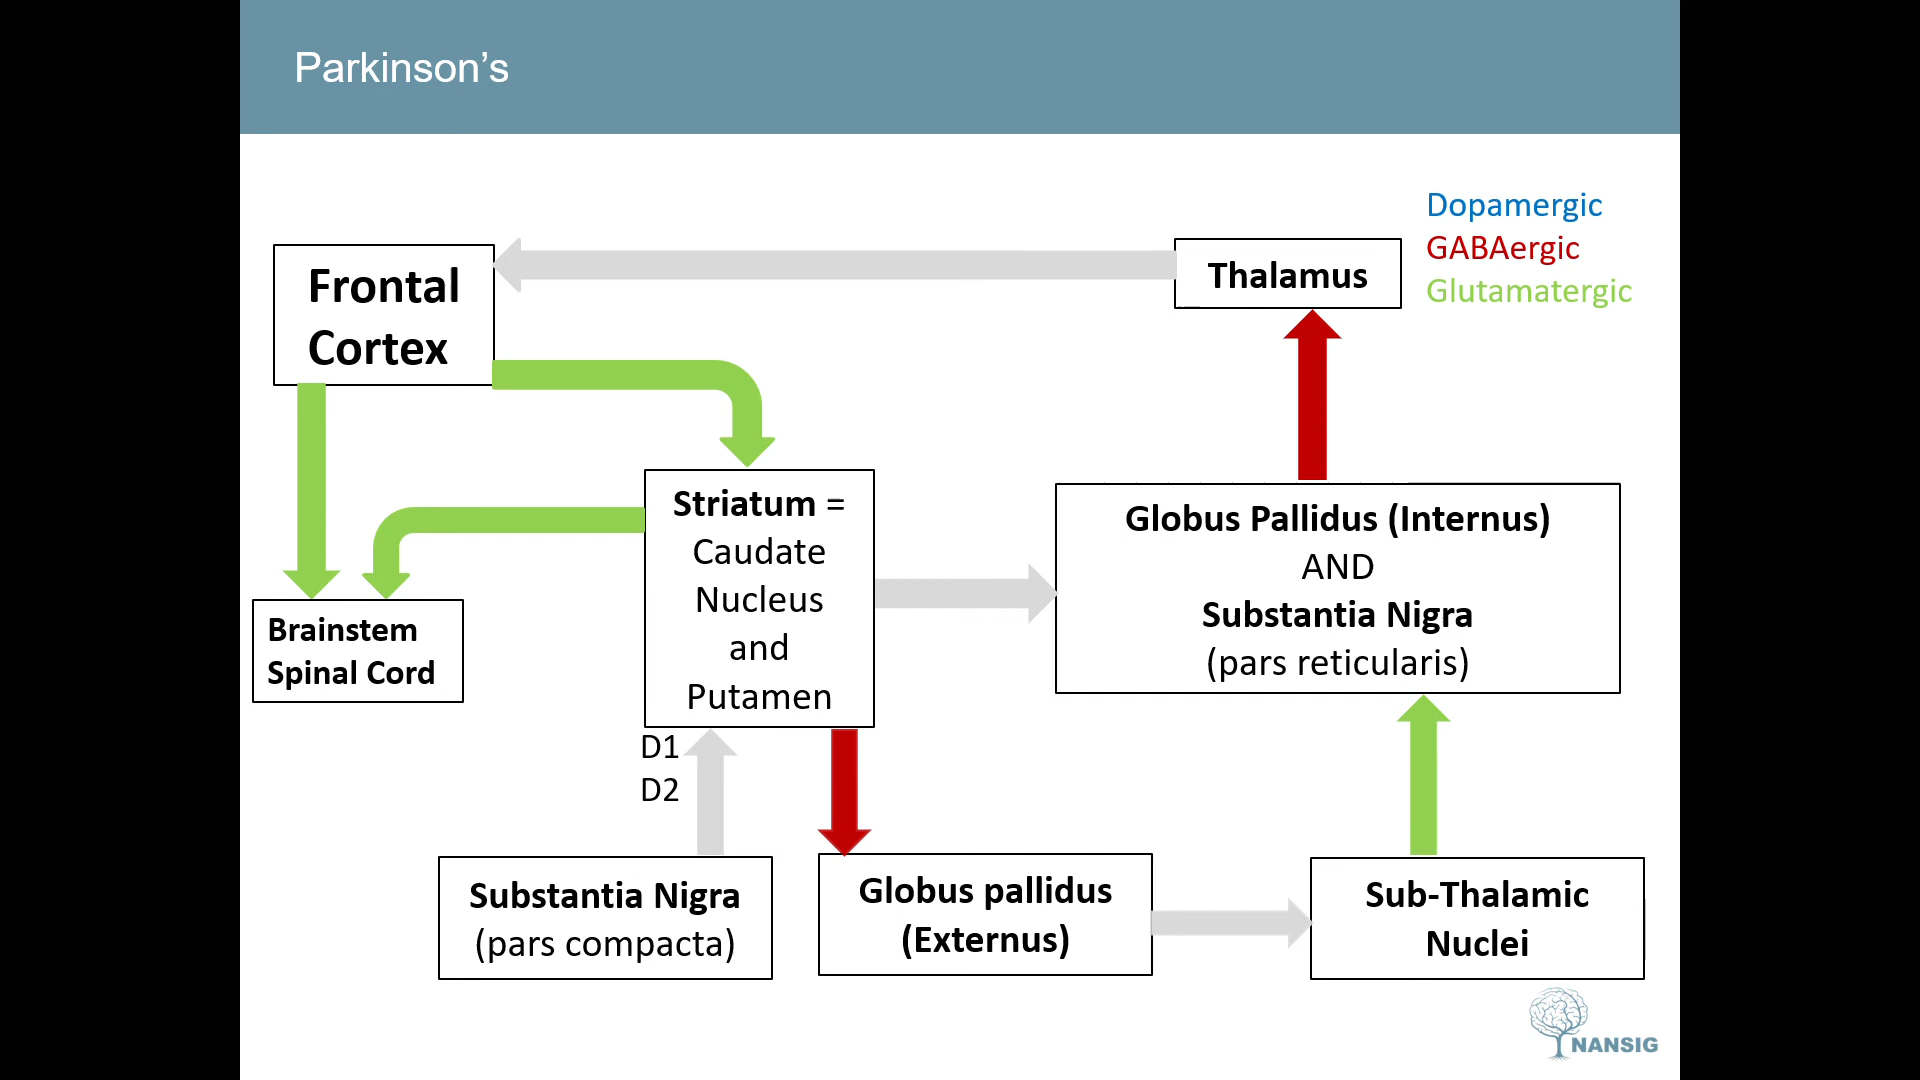 Parkinson’s
Dopamergic
GABAergic
Glutamatergic
Frontal
Cortex
Thalamus
Striatum =
Caudate
Nucleus
and
Putamen
Globus Pallidus (Internus)
AND
Substantia Nigra
(pars reticularis)
Brainstem
Spinal Cord
D1
D2
Substantia Nigra
(pars compacta)
Globus pallidus
(Externus)
Sub-Thalamic
Nuclei
NANSIG